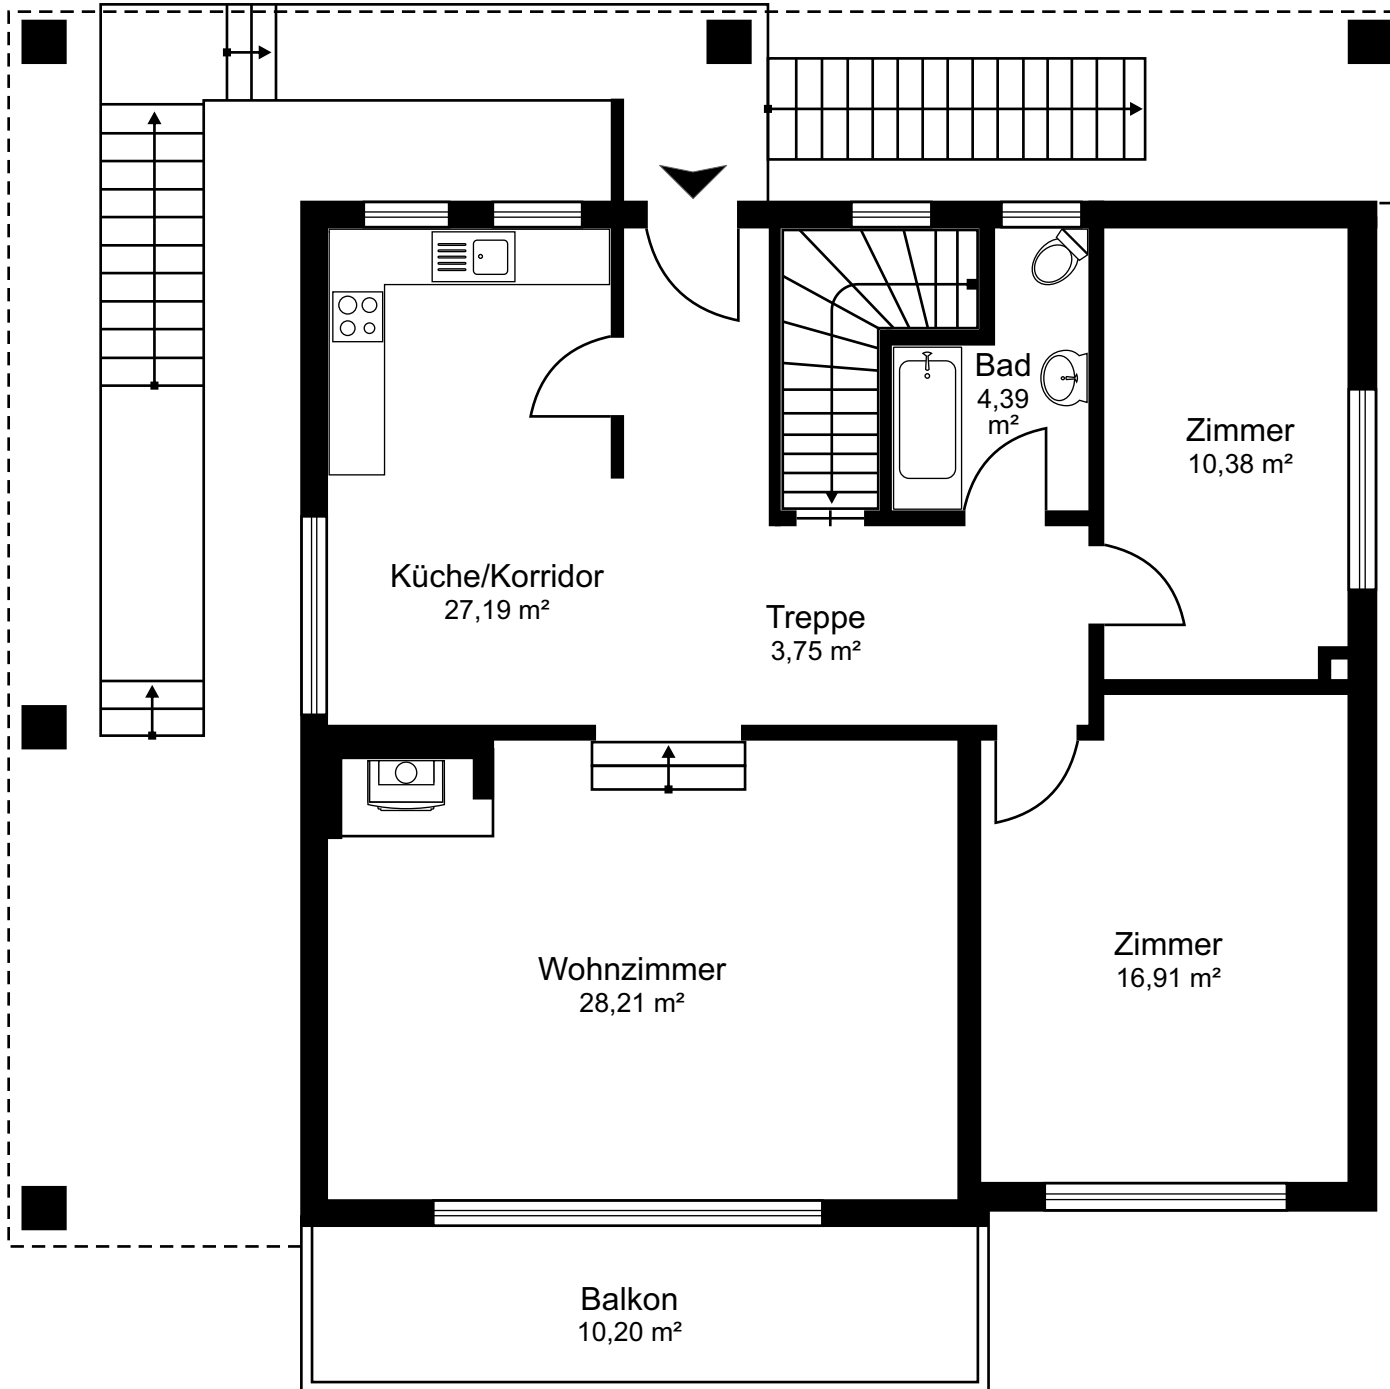 Bad
4,39
m²
Zimmer
10,38 m²
Küche/Korridor
27,19 m²
Treppe
3,75 m²
Wohnzimmer
28,21 m²
Zimmer
16,91 m²
Balkon
10,20 m²